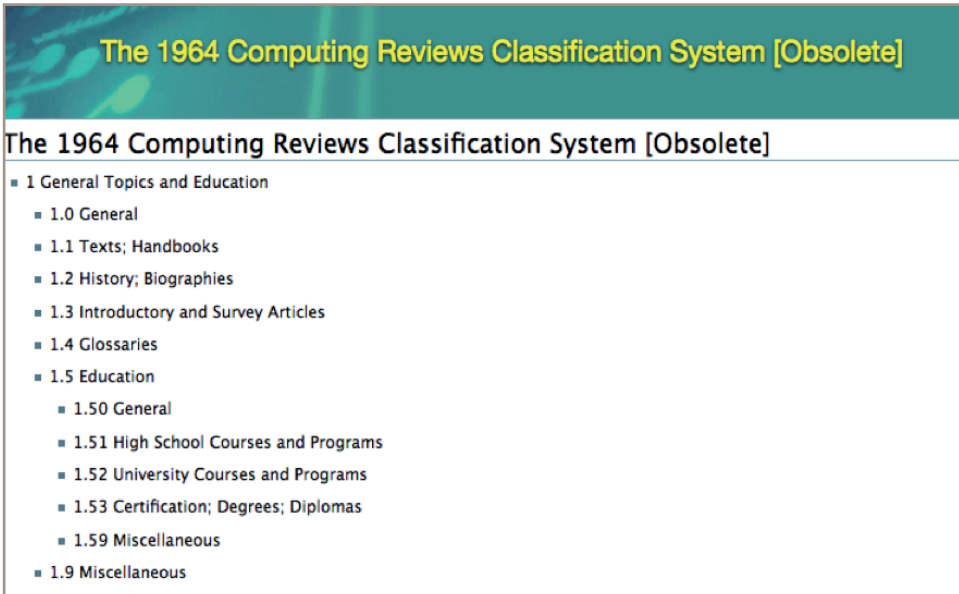 The 1964 Computing Reviews Classification System [Obsolete]
The 1964 Computing Reviews Classification System [Obsolete]
1 General Topics and Education
1.0 General
1.1 Texts; Handbooks
1.2 History; Biographies
1.3 Introductory and Survey Articles
1.4 Glossaries
1.5 Education
1.50 General
1.51 High School Courses and Programs
1.52 University Courses and Programs
1.53 Certification; Degrees; Diplomas
1.59 Miscellaneous
1.9 Miscellaneous